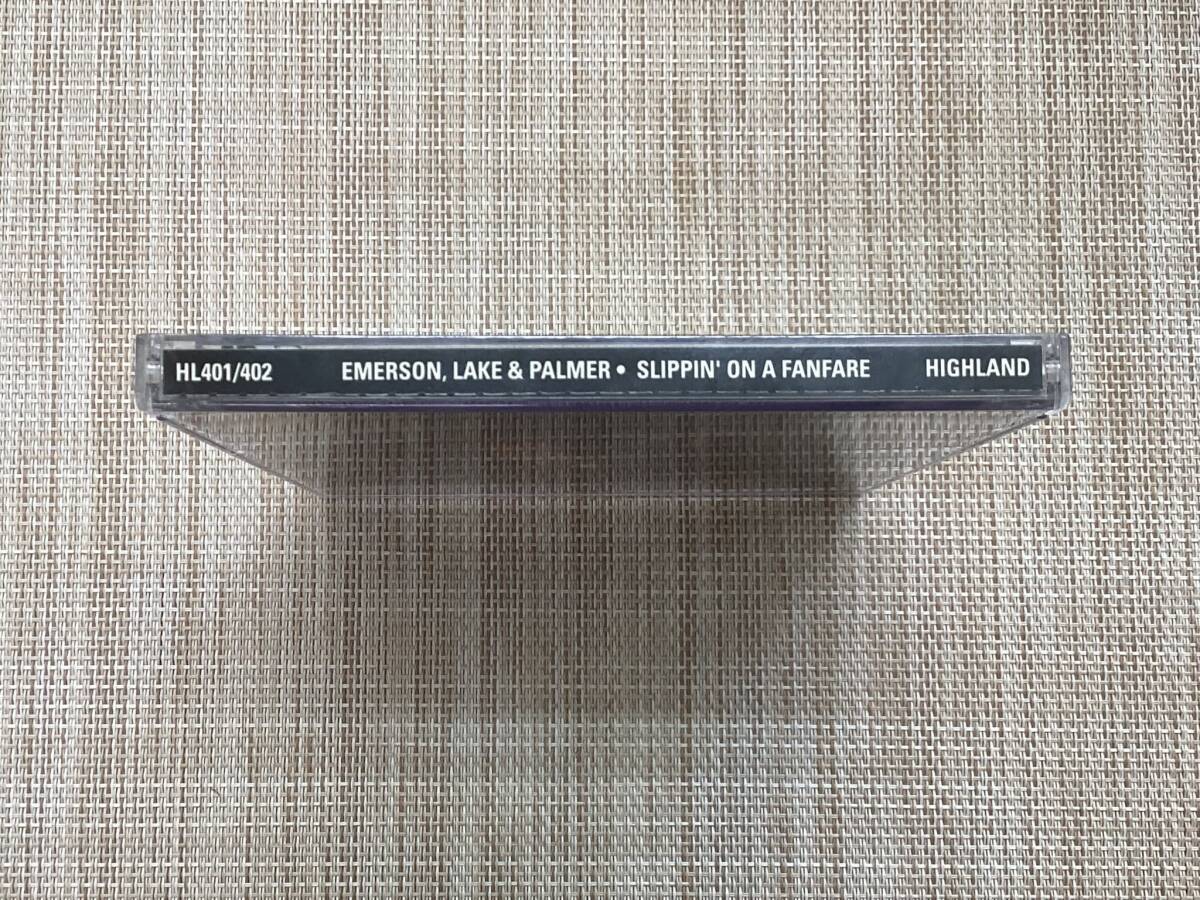 HL401/402 EMERSON, LAKE & PALMER • SLIPPIN' ON A FANFARE HIGHLAND